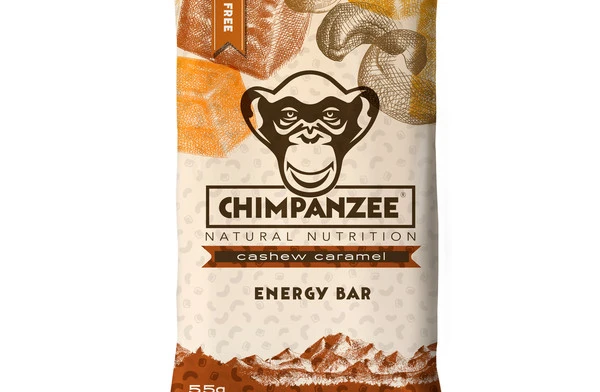 FREE
CHIMPANZEE®
NATURAL NUTRITION
cashew caramel
ENERGY BAR
55g